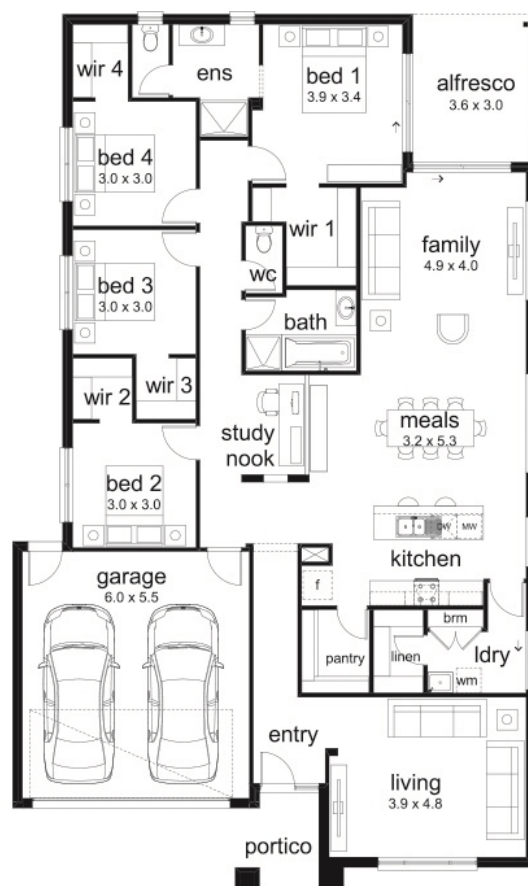 wir 4
ens
bed 1
3.9 x 3.4
alfresco
3.6 x 3.0
bed 4
3.0 x 3.0
wir 1
family
4.9 x 4.0
wc
bed 3
3.0 x 3.0
bath
wir 3
wir 2
study
nook
meals
3.2 x 5.3
bed 2
3.0 x 3.0
DW
MW
kitchen
garage
6.0 x 5.5
f
brm
pantry
linen
ldry
wm
entry
living
3.9 x 4.8
portico